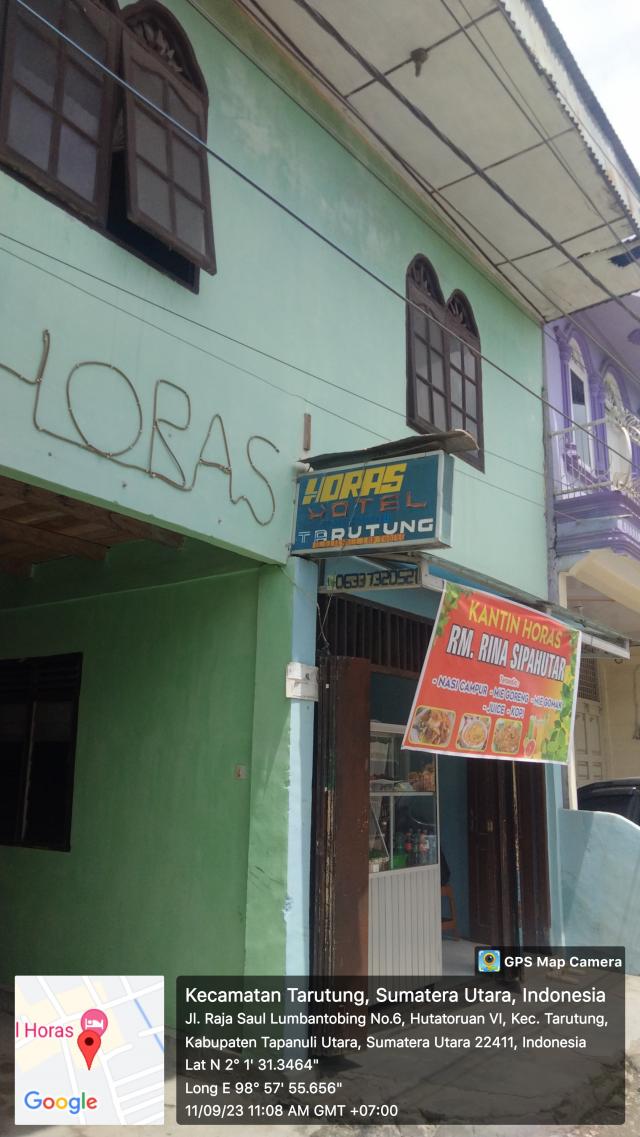 HORAS
HORAS
HOTEL
TARUTUNG
0633 7320521
KANTIN HORAS
RM. RINA SIPAHUTAR
Tersedia:
- NASI CAMPUR - MIE GORENG - MIE GOMAK
- JUICE - KOPI
GPS Map Camera
l Horas
Google
Kecamatan Tarutung, Sumatera Utara, Indonesia
Jl. Raja Saul Lumbantobing No.6, Hutatoruan VI, Kec. Tarutung,
Kabupaten Tapanuli Utara, Sumatera Utara 22411, Indonesia
Lat N 2° 1' 31.3464"
Long E 98° 57' 55.656"
11/09/23 11:08 AM GMT +07:00